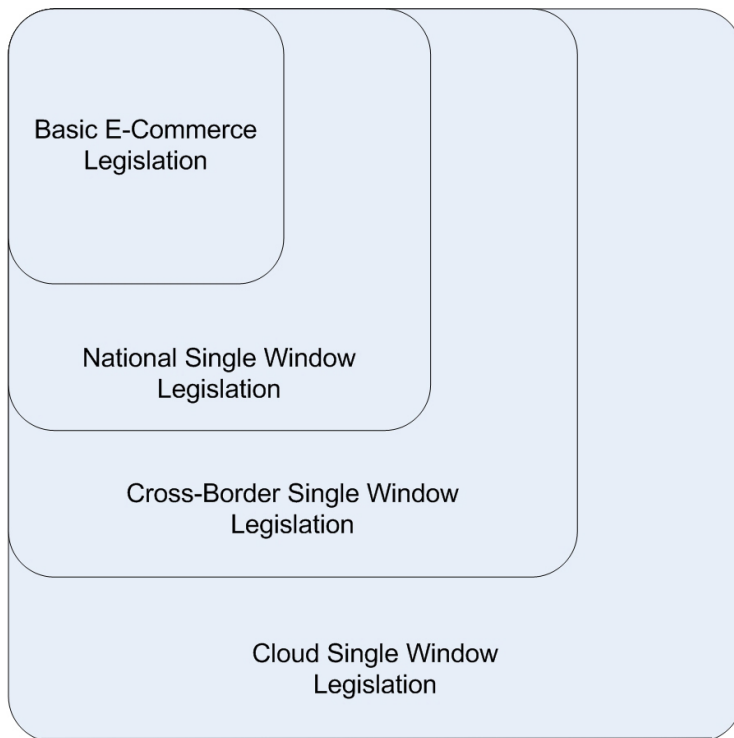 Basic E-Commerce
Legislation
National Single Window
Legislation
Cross-Border Single Window
Legislation
Cloud Single Window
Legislation